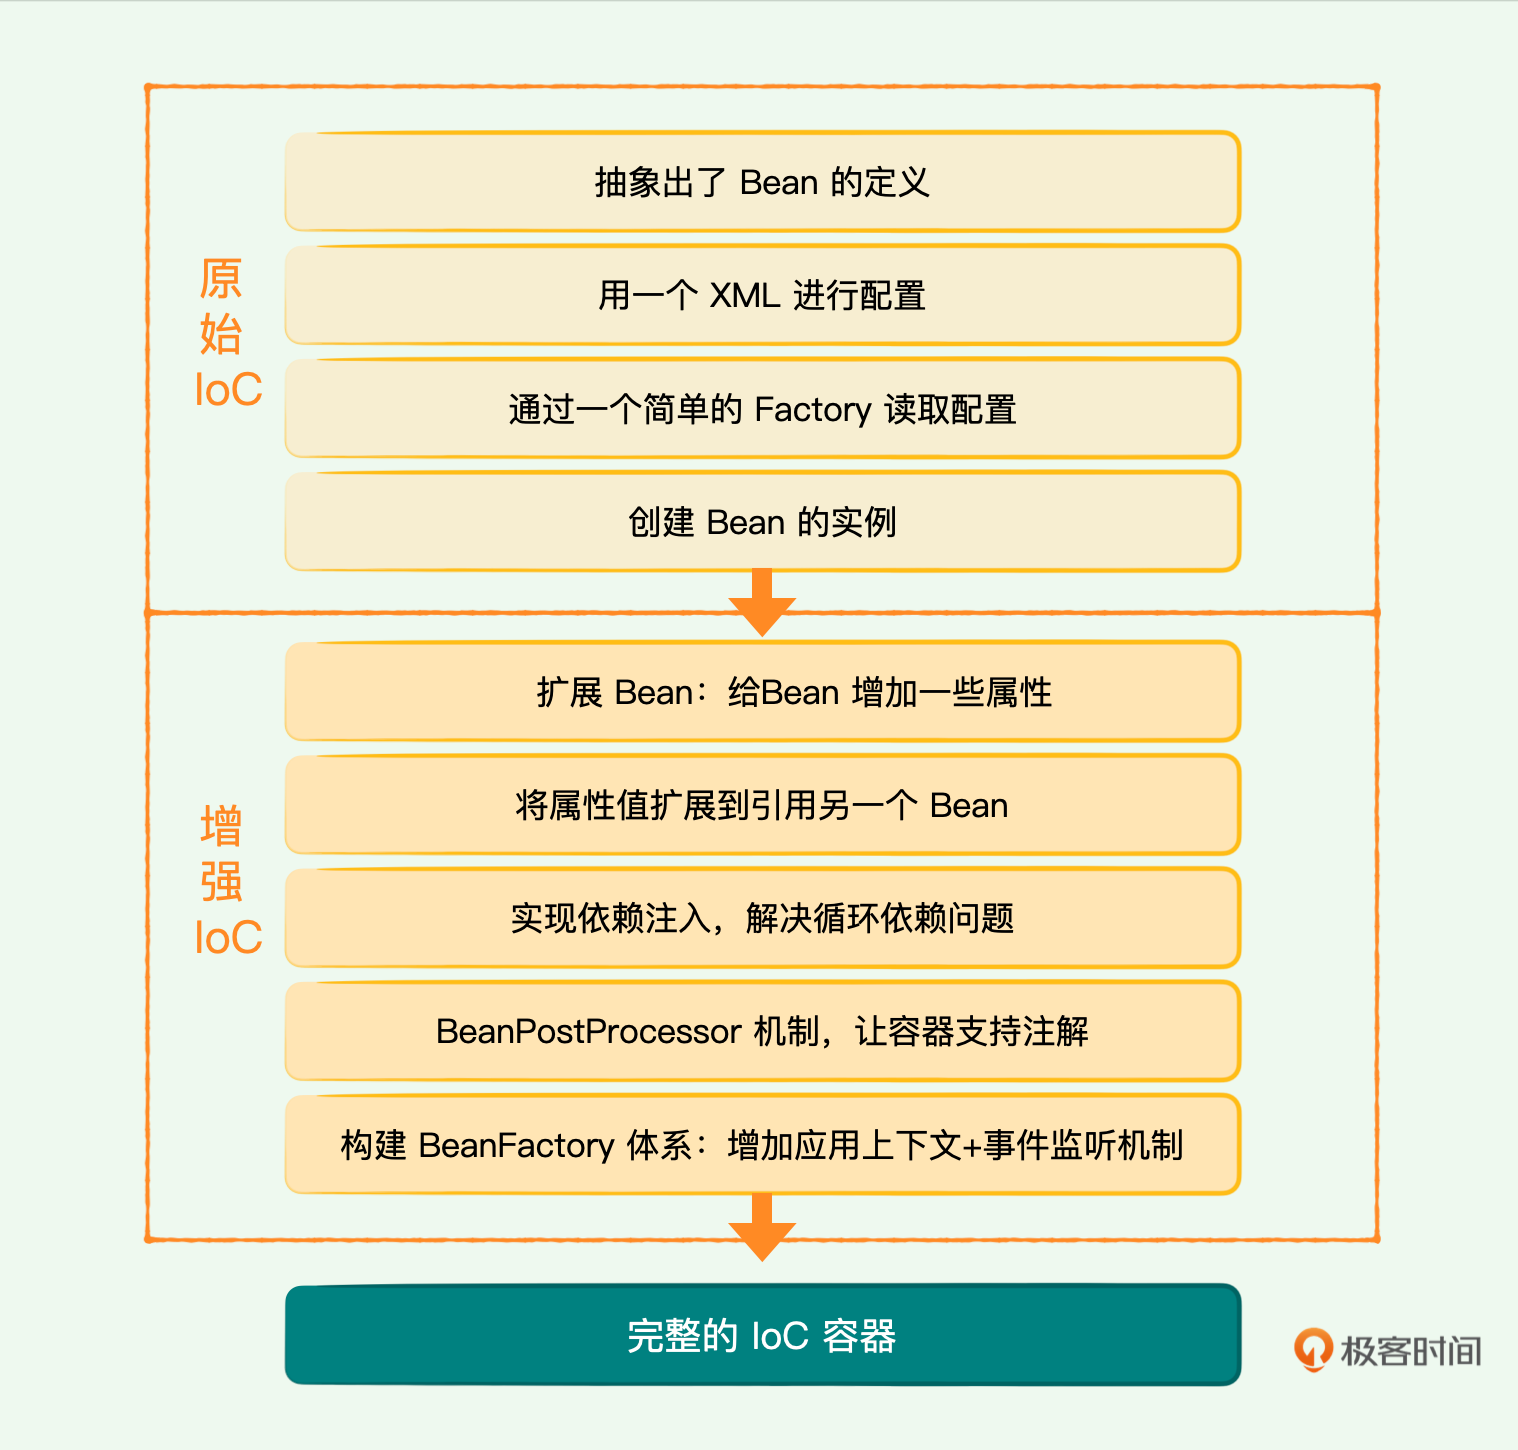 抽象出了 Bean 的定义
用一个 XML 进行配置
原
始
IoC
通过一个简单的 Factory 读取配置
创建 Bean 的实例
扩展 Bean：给Bean 增加一些属性
将属性值扩展到引用另一个 Bean
增
强
IoC
实现依赖注入，解决循环依赖问题
BeanPostProcessor 机制，让容器支持注解
构建 BeanFactory 体系：增加应用上下文+事件监听机制
完整的 IoC 容器
极客时间